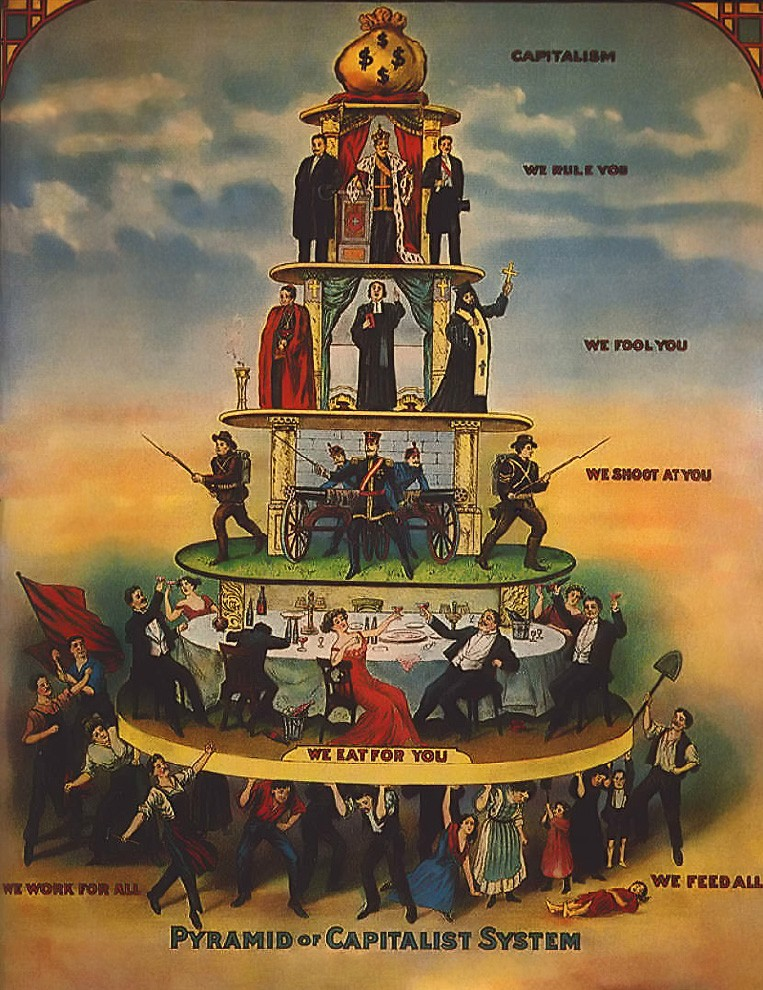 $
$ $
$
CAPITALISM
WE RULE YOU
WE FOOL YOU
WE SHOOT AT YOU
WE EAT FOR YOU
WE WORK FOR ALL
WE FEED ALL
PYRAMID OF CAPITALIST SYSTEM